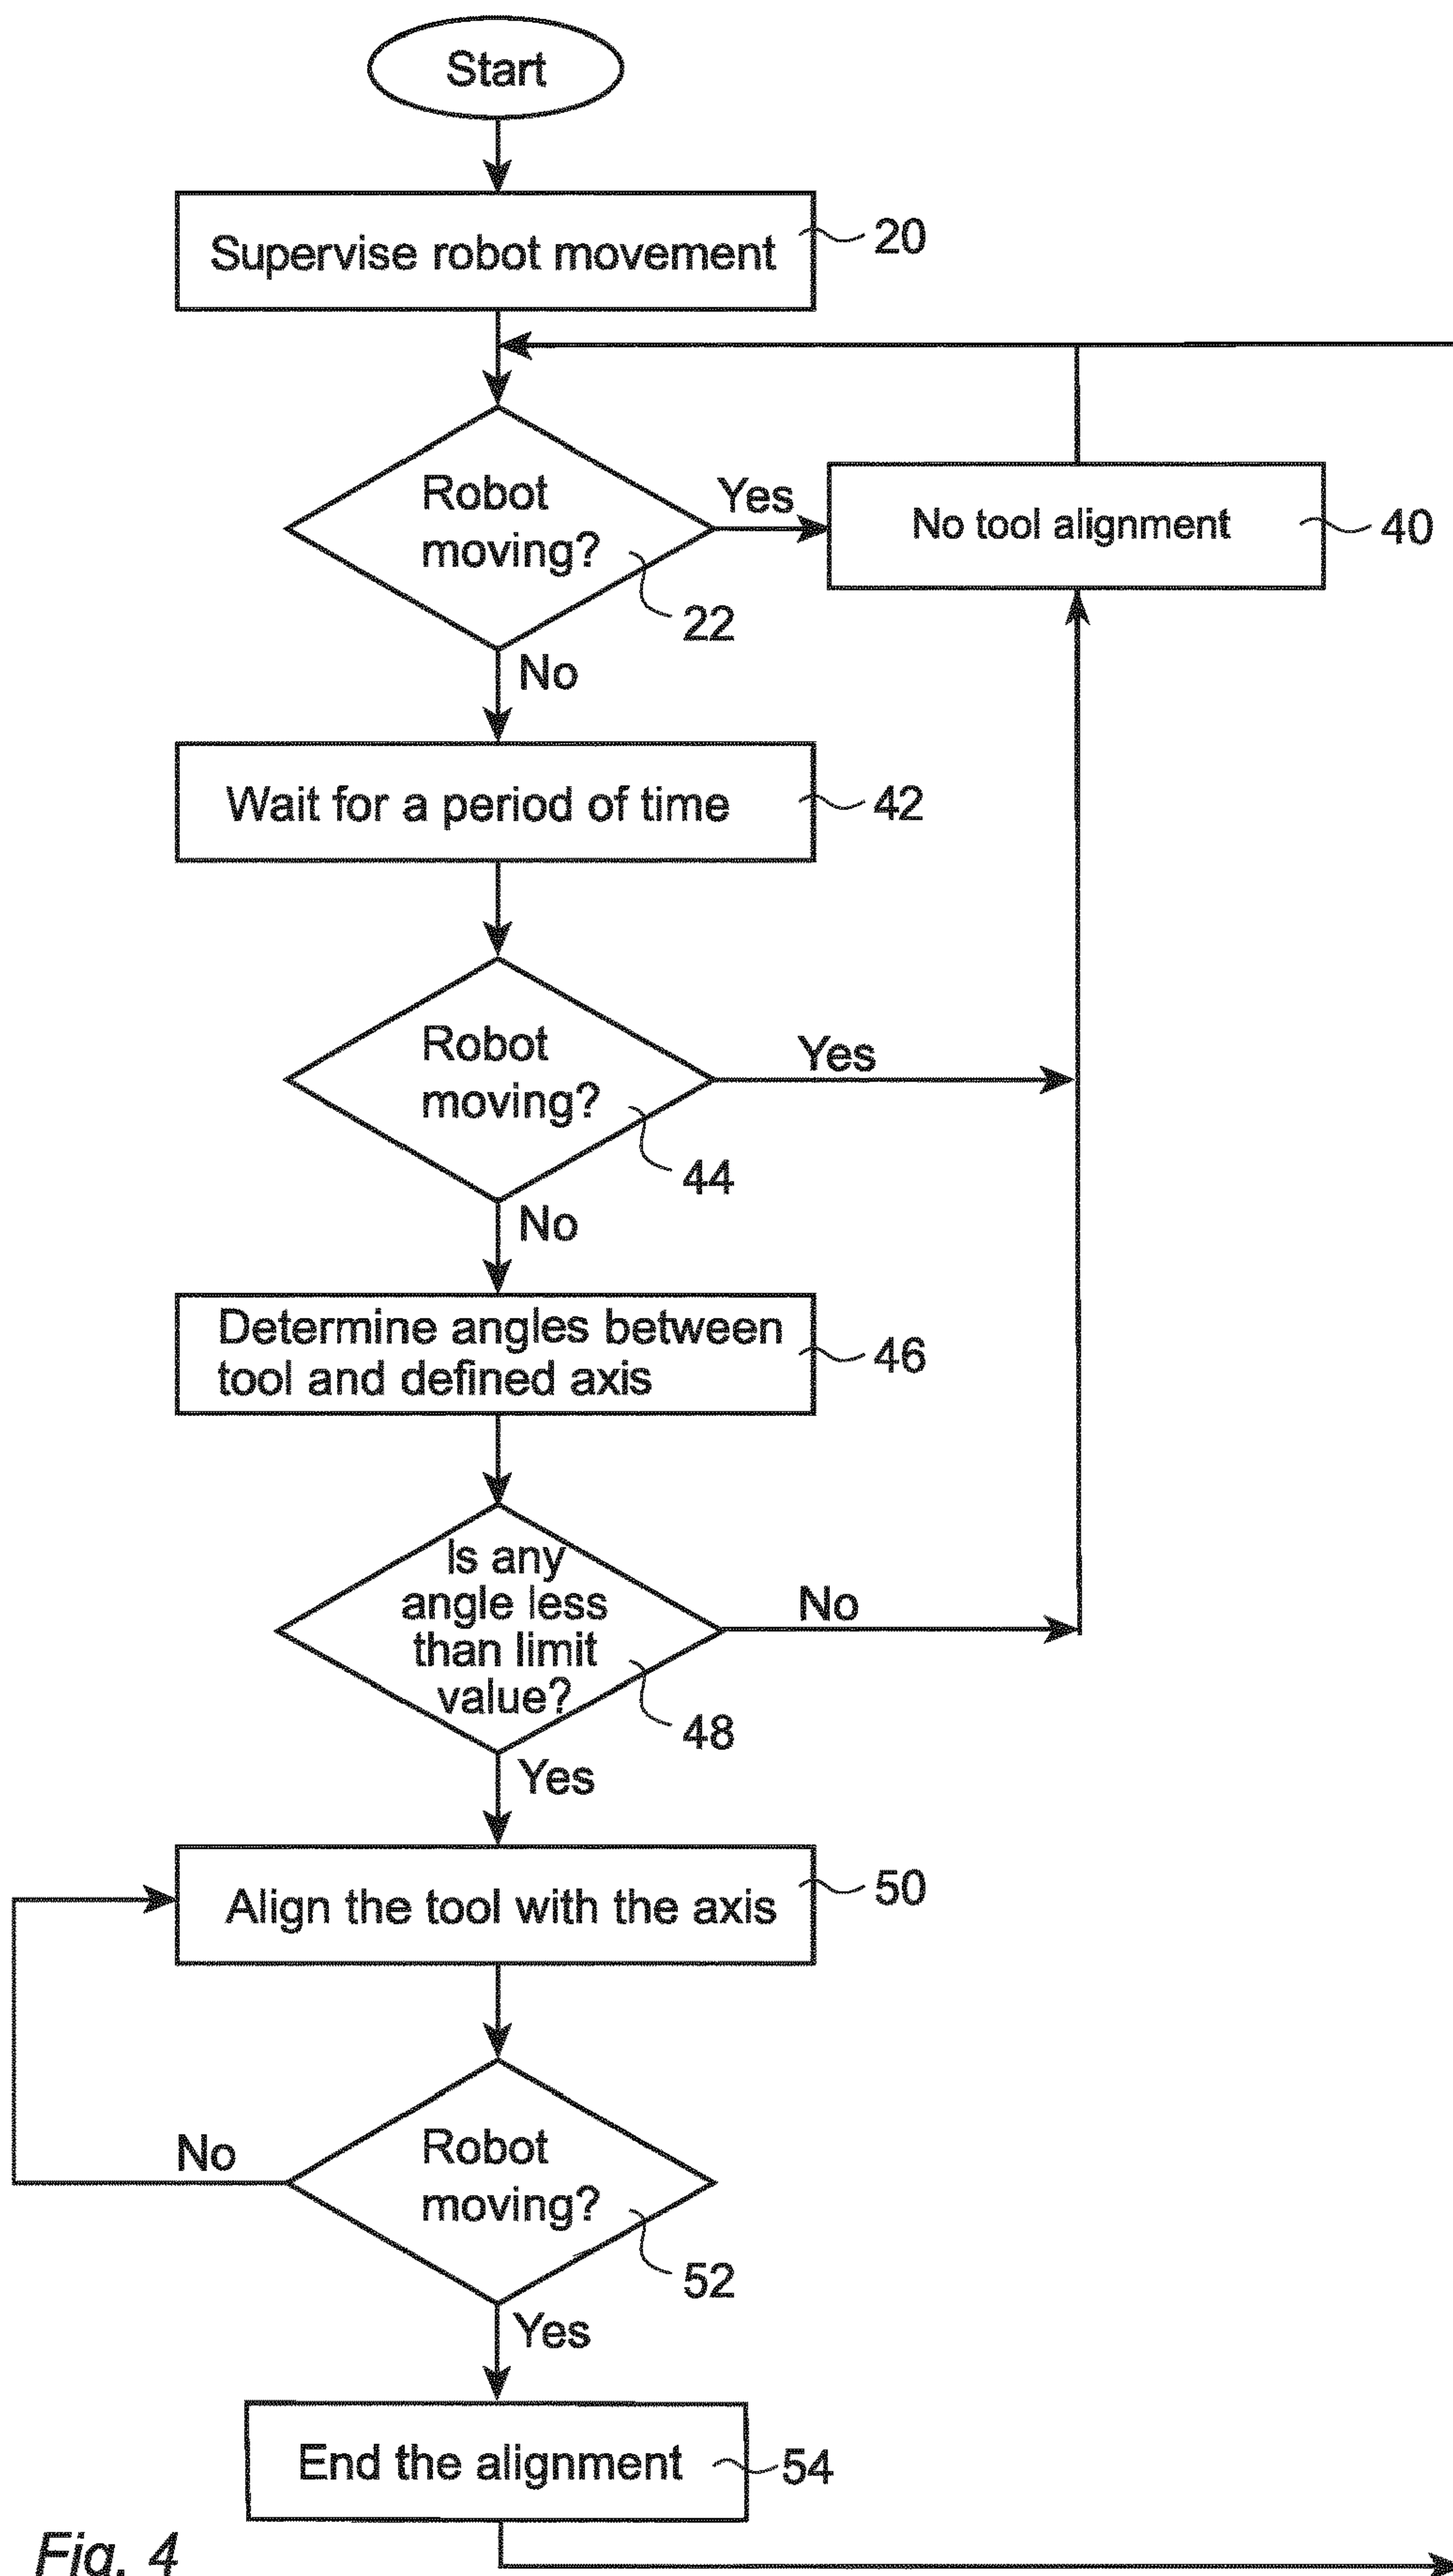 Start
Supervise robot movement
20
Robot
moving?
Yes
22
No
No tool alignment
40
Wait for a period of time
42
Robot
moving?
Yes
44
No
Determine angles between
tool and defined axis
46
Is any
angle less
than limit
value?
No
48
Yes
Align the tool with the axis
50
Robot
moving?
No
52
Yes
End the alignment
54
Fig. 4